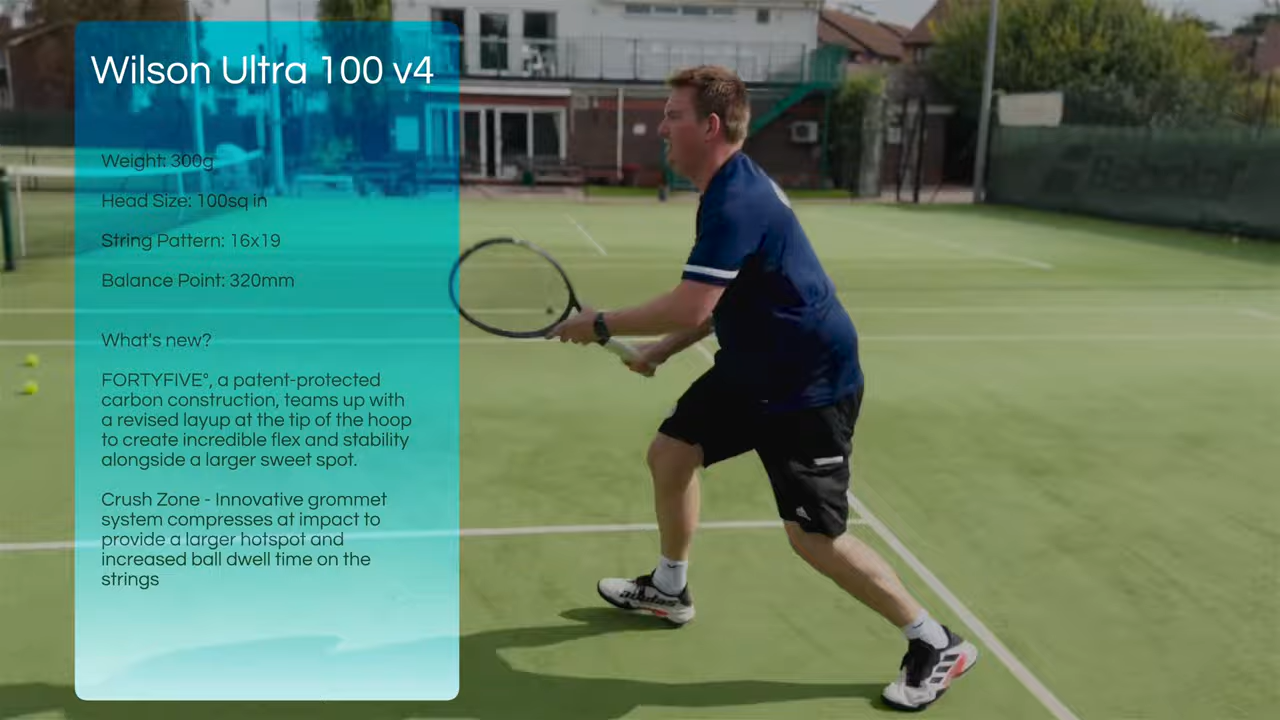 Wilson Ultra 100 v4
Weight: 300g
Head Size: 100sq in
String Pattern: 16x19
Balance Point: 320mm
What's new?
FORTYFIVE°, a patent-protected
carbon construction, teams up with
a revised layup at the tip of the hoop
to create incredible flex and stability
alongside a larger sweet spot.
Crush Zone - Innovative grommet
system compresses at impact to
provide a larger hotspot and
increased ball dwell time on the
strings
adidas